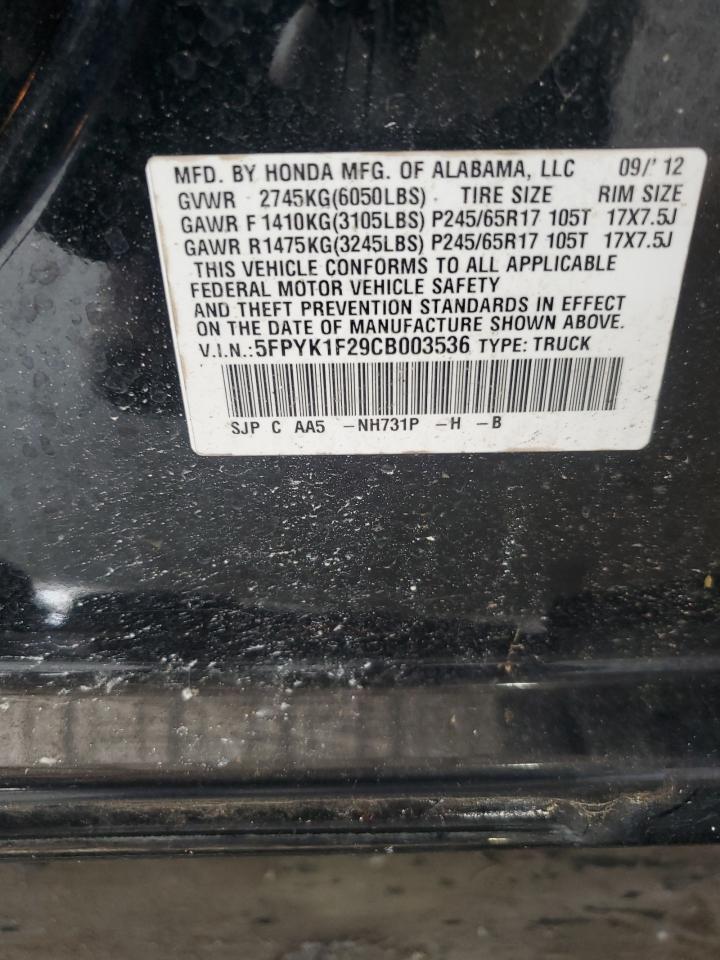 MFD. BY HONDA MFG. OF ALABAMA, LLC 09/'12
GVWR 2745KG(6050LBS) TIRE SIZE RIM SIZE
GAWR F1410KG(3105LBS) P245/65R17 105T 17X7.5J
GAWR R1475KG(3245LBS) P245/65R17 105T 17X7.5J
THIS VEHICLE CONFORMS TO ALL APPLICABLE
FEDERAL MOTOR VEHICLE SAFETY
AND THEFT PREVENTION STANDARDS IN EFFECT
ON THE DATE OF MANUFACTURE SHOWN ABOVE.
V.I.N.:5FPYK1F29CB003536 TYPE: TRUCK
SJP C AA5 -NH731P -H -B